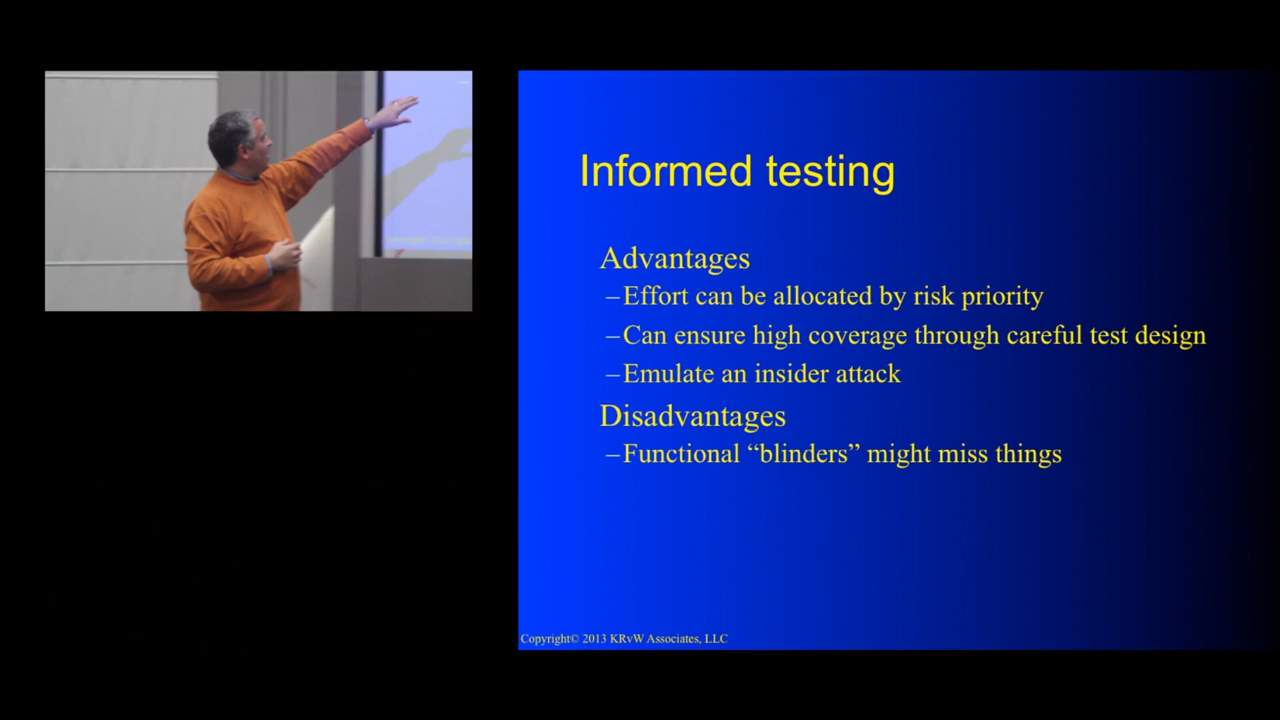 Informed testing
Advantages
–Effort can be allocated by risk priority
–Can ensure high coverage through careful test design
–Emulate an insider attack
Disadvantages
–Functional “blinders” might miss things
Copyright© 2013 KRvW Associates, LLC